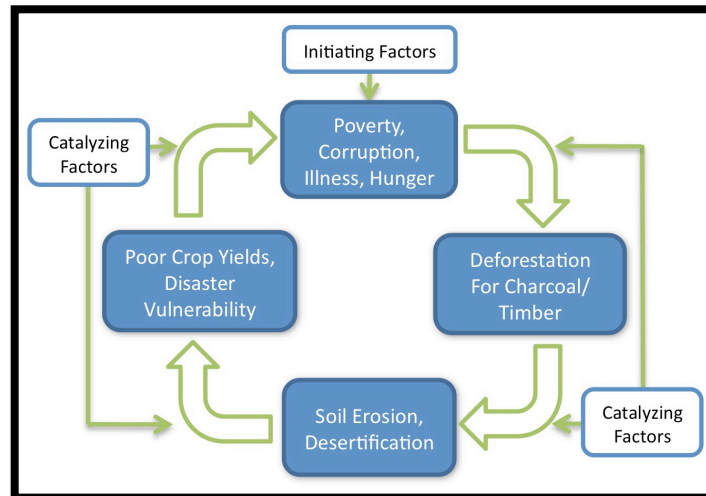 Initiating Factors
Poverty,
Corruption,
Illness, Hunger
Catalyzing
Factors
Deforestation
For Charcoal/
Timber
Catalyzing
Factors
Soil Erosion,
Desertification
Poor Crop Yields,
Disaster
Vulnerability